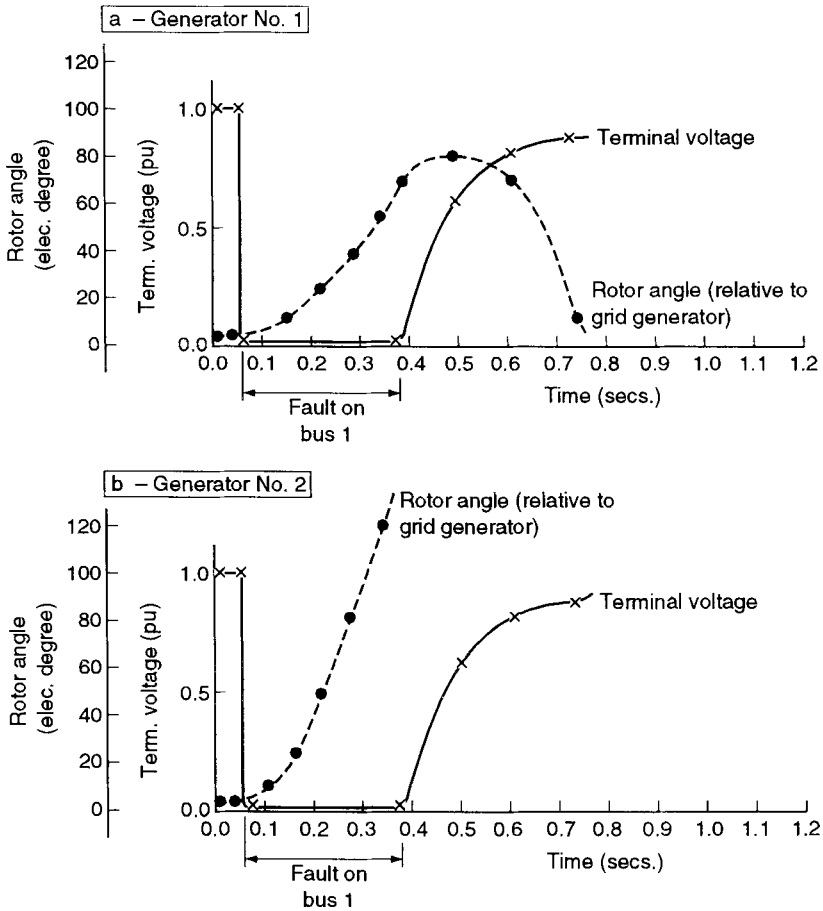 a – Generator No. 1
Rotor angle
(elec. degree)
120
100
80
60
40
20
0
Term. voltage (pu)
1.0
0.5
0.0
Terminal voltage
Rotor angle (relative to
grid generator)
0.0 0.1 0.2 0.3 0.4 0.5 0.6 0.7 0.8 0.9 1.0 1.1 1.2
Time (secs.)
Fault on
bus 1
b – Generator No. 2
Rotor angle
(elec. degree)
120
100
80
60
40
20
0
Term. voltage (pu)
1.0
0.5
0.0
Rotor angle (relative to
grid generator)
Terminal voltage
0.0 0.1 0.2 0.3 0.4 0.5 0.6 0.7 0.8 0.9 1.0 1.1 1.2
Time (secs.)
Fault on
bus 1